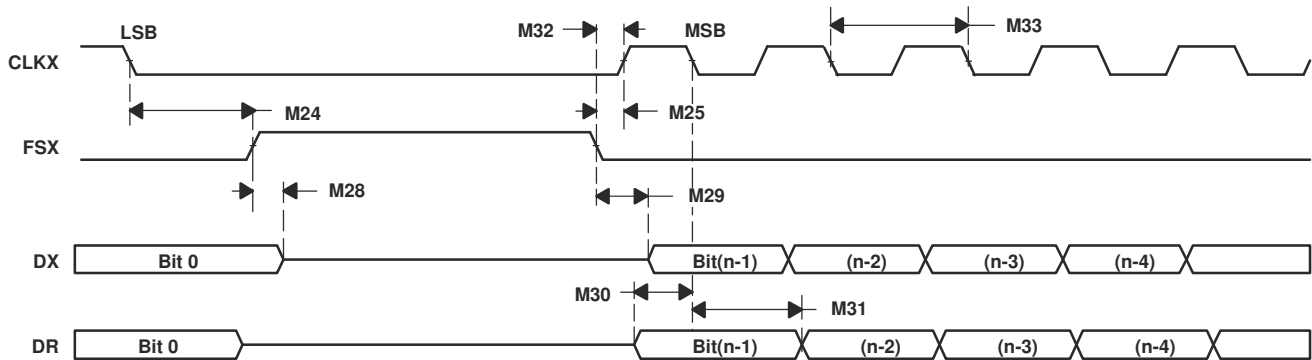 LSB M32 MSB M33
CLKX
M24 M25
FSX
M28 M29
DX Bit 0 Bit(n-1) (n-2) (n-3) (n-4)
M30 M31
DR Bit 0 Bit(n-1) (n-2) (n-3) (n-4)